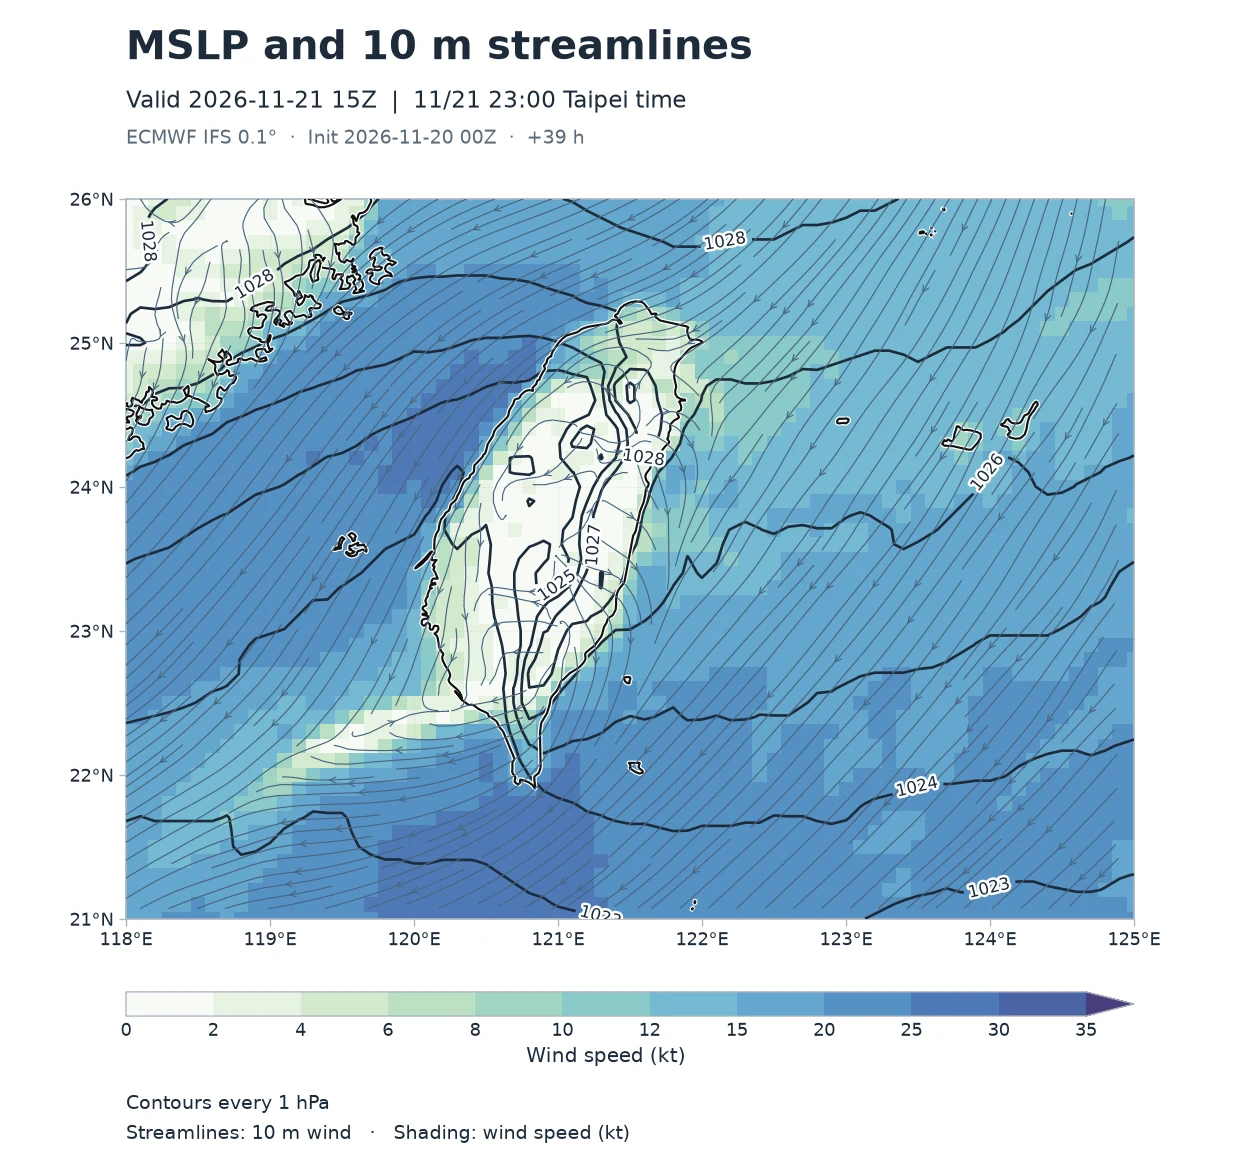 MSLP and 10 m streamlines
Valid 2026-11-21 15Z | 11/21 23:00 Taipei time
ECMWF IFS 0.1° · Init 2026-11-20 00Z · +39 h
26°N
25°N
24°N
23°N
22°N
21°N
1028
1028
1028
1028
1027
1026
1025
1024
1023
1023
118°E 119°E 120°E 121°E 122°E 123°E 124°E 125°E
0 2 4 6 8 10 12 15 20 25 30 35
Wind speed (kt)
Contours every 1 hPa
Streamlines: 10 m wind · Shading: wind speed (kt)